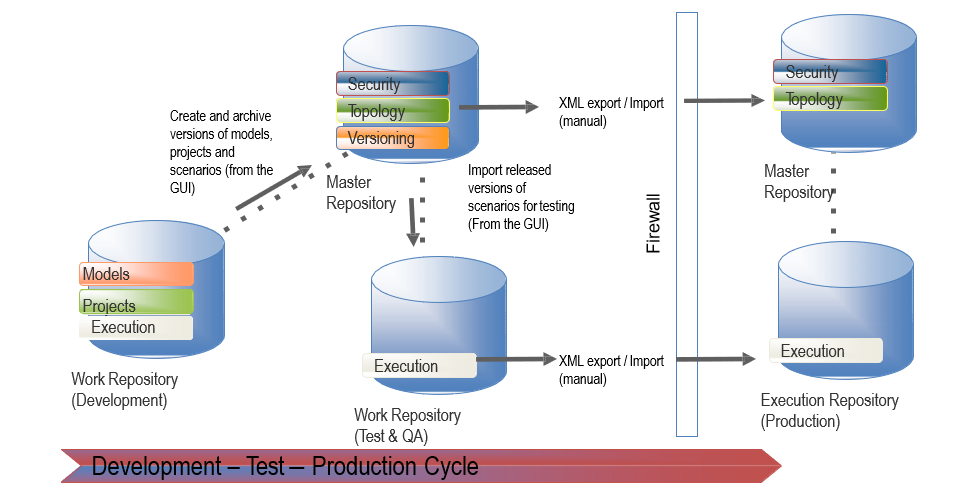 Security
Topology
Versioning
Master
Repository
Create and archive
versions of models,
projects and
scenarios (from the
GUI)
Models
Projects
Execution
Work Repository
(Development)
Import released
versions of
scenarios for testing
(From the GUI)
Execution
Work Repository
(Test & QA)
XML export / Import
(manual)
XML export / Import
(manual)
Firewall
Security
Topology
Master
Repository
Execution
Execution Repository
(Production)
Development – Test – Production Cycle